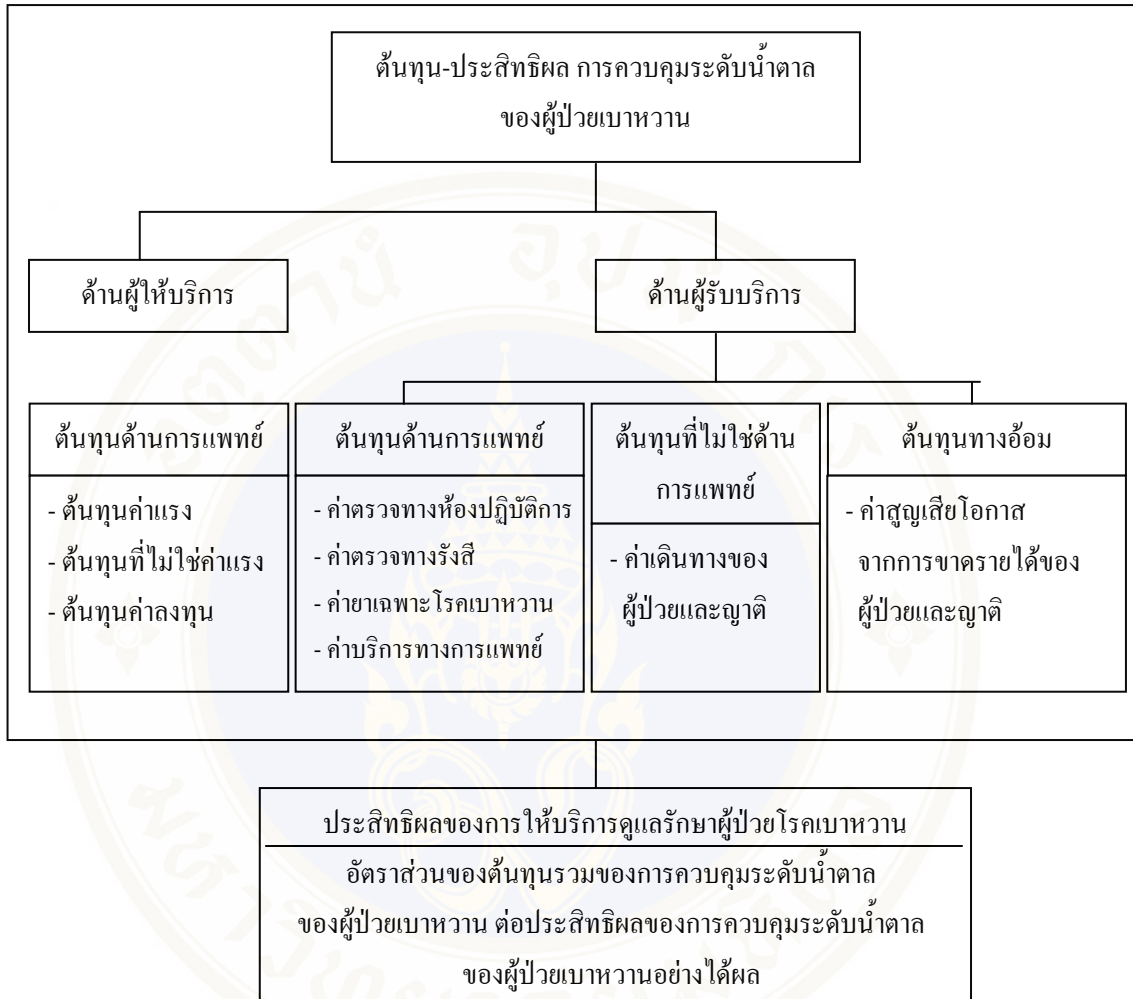 ต้นทุน-ประสิทธิผล การควบคุมระดับน้ำตาล
ของผู้ป่วยเบาหวาน
ด้านผู้ให้บริการ
ด้านผู้รับบริการ
ต้นทุนด้านการแพทย์
- ต้นทุนค่าแรง
- ต้นทุนที่ไม่ใช่ค่าแรง
- ต้นทุนค่าลงทุน
ต้นทุนด้านการแพทย์
- ค่าตรวจทางห้องปฏิบัติการ
- ค่าตรวจทางรังสี
- ค่ายาเฉพาะโรคเบาหวาน
- ค่าบริการทางการแพทย์
ต้นทุนที่ไม่ใช่ด้าน
การแพทย์
- ค่าเดินทางของ
ผู้ป่วยและญาติ
ต้นทุนทางอ้อม
- ค่าสูญเสียโอกาส
จากการขาดรายได้ของ
ผู้ป่วยและญาติ
ประสิทธิผลของการให้บริการดูแลรักษาผู้ป่วยโรคเบาหวาน
อัตราส่วนของต้นทุนรวมของการควบคุมระดับน้ำตาล
ของผู้ป่วยเบาหวาน ต่อประสิทธิผลของการควบคุมระดับน้ำตาล
ของผู้ป่วยเบาหวานอย่างได้ผล